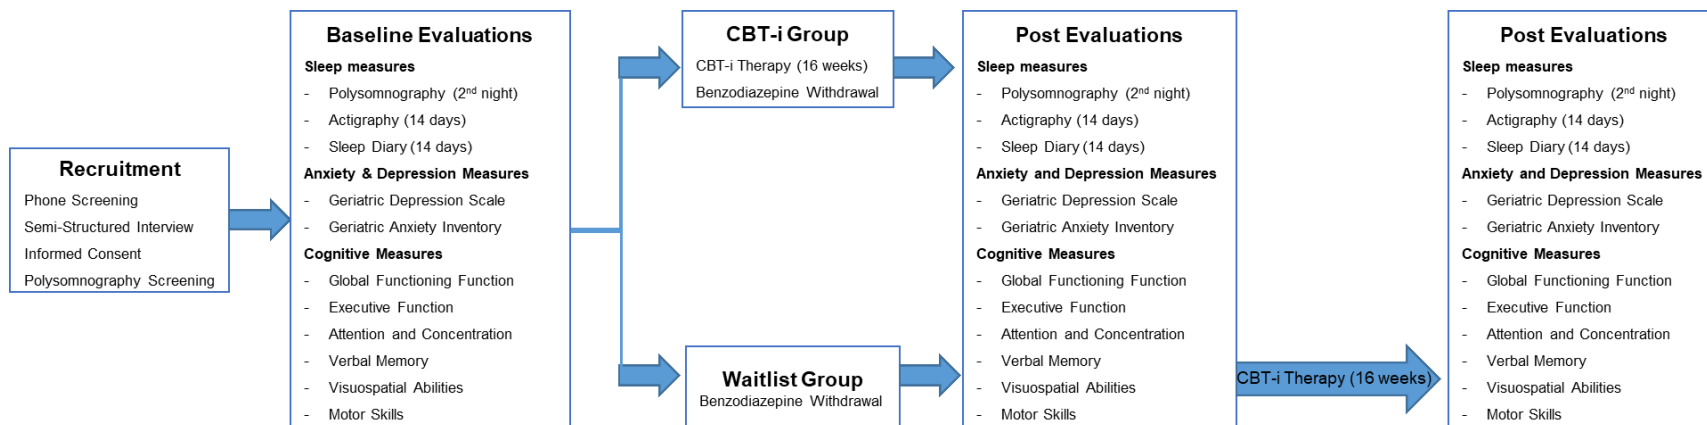 Recruitment
Phone Screening
Semi-Structured Interview
Informed Consent
Polysomnography Screening
Baseline Evaluations
Sleep measures
- Polysomnography (2nd night)
- Actigraphy (14 days)
- Sleep Diary (14 days)
Anxiety & Depression Measures
- Geriatric Depression Scale
- Geriatric Anxiety Inventory
Cognitive Measures
- Global Functioning Function
- Executive Function
- Attention and Concentration
- Verbal Memory
- Visuospatial Abilities
- Motor Skills
CBT-i Group
CBT-i Therapy (16 weeks)
Benzodiazepine Withdrawal
Waitlist Group
Benzodiazepine Withdrawal
Post Evaluations
Sleep measures
- Polysomnography (2nd night)
- Actigraphy (14 days)
- Sleep Diary (14 days)
Anxiety and Depression Measures
- Geriatric Depression Scale
- Geriatric Anxiety Inventory
Cognitive Measures
- Global Functioning Function
- Executive Function
- Attention and Concentration
- Verbal Memory
- Visuospatial Abilities
- Motor Skills
CBT-i Therapy (16 weeks)
Post Evaluations
Sleep measures
- Polysomnography (2nd night)
- Actigraphy (14 days)
- Sleep Diary (14 days)
Anxiety and Depression Measures
- Geriatric Depression Scale
- Geriatric Anxiety Inventory
Cognitive Measures
- Global Functioning Function
- Executive Function
- Attention and Concentration
- Verbal Memory
- Visuospatial Abilities
- Motor Skills